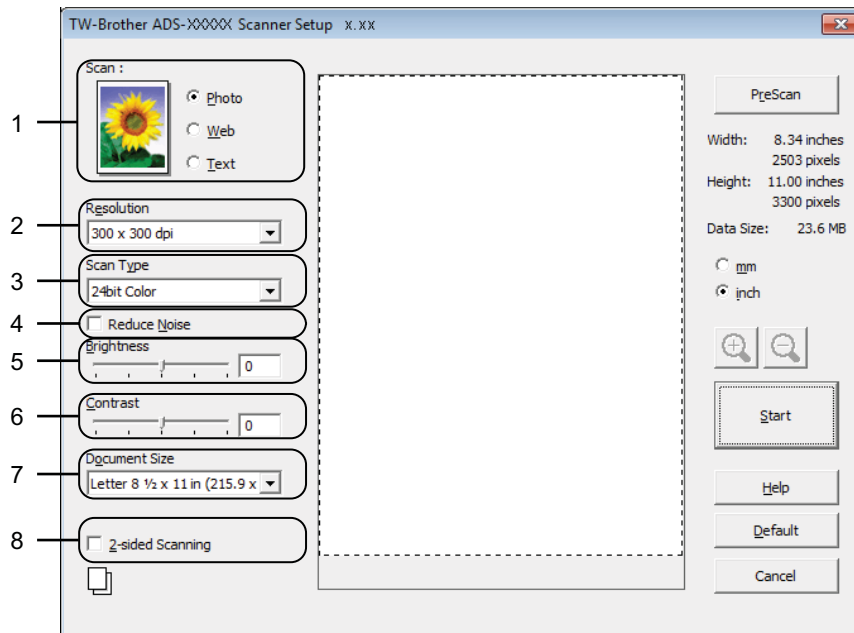 TW-Brother ADS-XXXXX Scanner Setup x.xx
1
Scan :
Photo
Web
Text
2
Resolution
300 x 300 dpi
3
Scan Type
24bit Color
4
Reduce Noise
5
Brightness
0
6
Contrast
0
7
Document Size
Letter 8 ½ x 11 in (215.9 x
8
2-sided Scanning
PreScan
Width: 8.34 inches
2503 pixels
Height: 11.00 inches
3300 pixels
Data Size: 23.6 MB
mm
inch
Start
Help
Default
Cancel